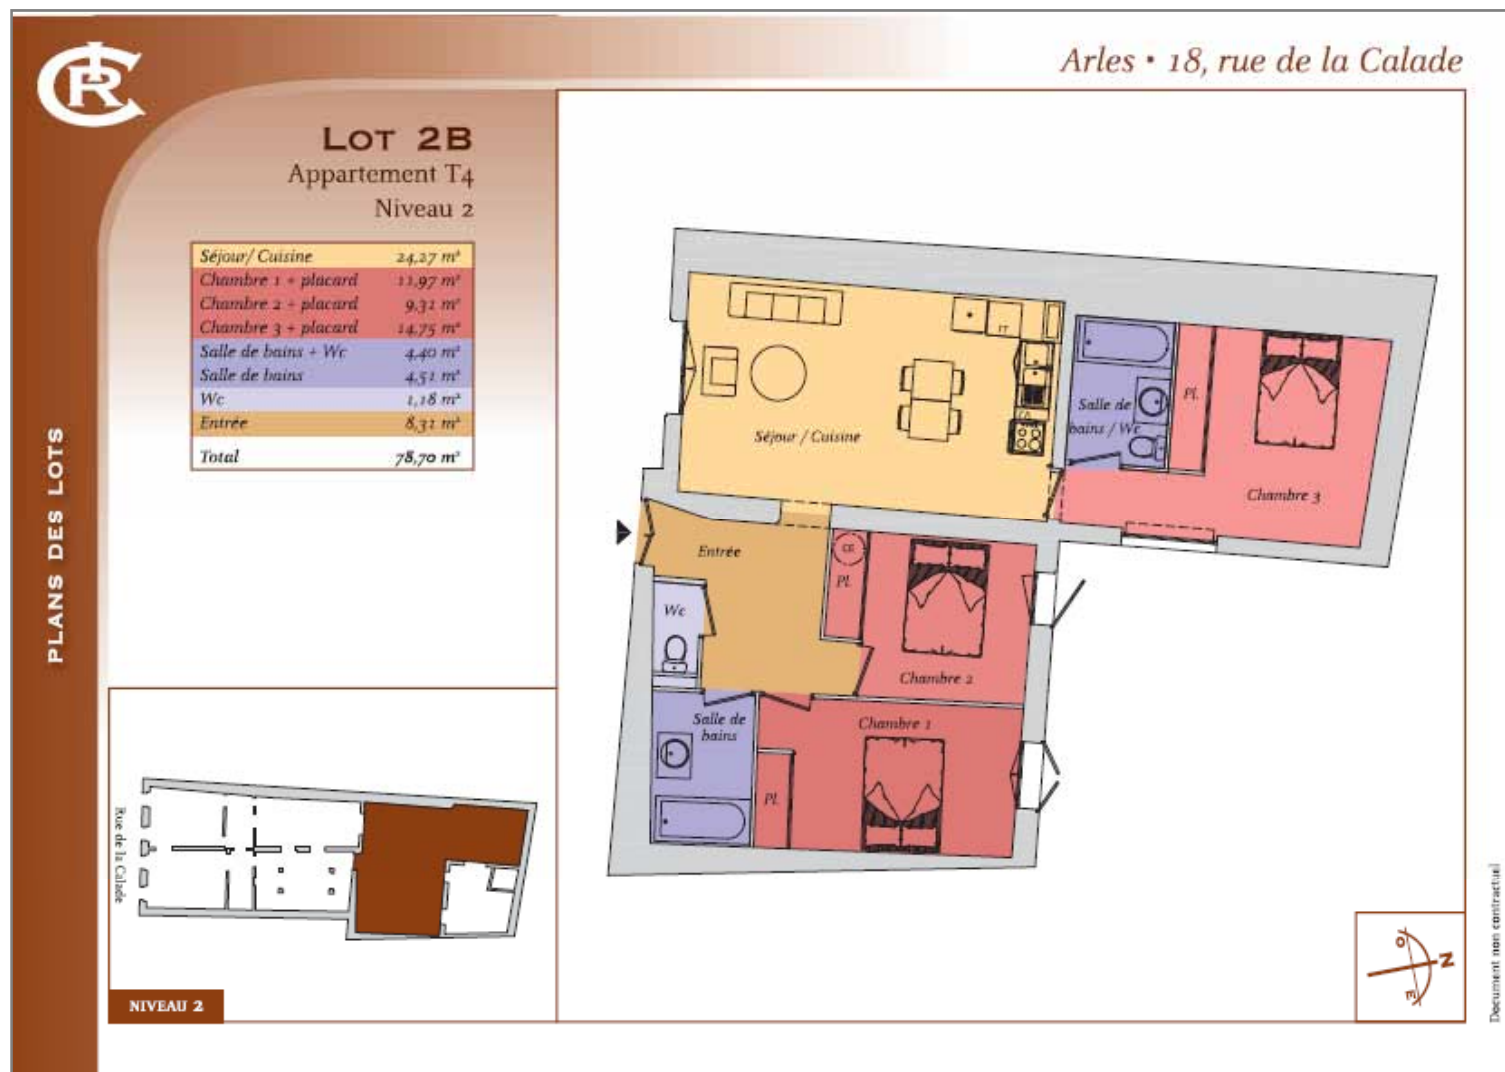 Arles • 18, rue de la Calade
CR
LOT 2B
Appartement T4
Niveau 2
Séjour/ Cuisine 24,27 m²
Chambre 1 + placard 11,97 m²
Chambre 2 + placard 9,31 m²
Chambre 3 + placard 14,75 m²
Salle de bains + Wc 4,40 m²
Salle de bains 4,51 m²
Wc 1,18 m²
Entrée 8,31 m²
Total 78,70 m²
PLANS DES LOTS
Séjour / Cuisine
Salle de
bains / Wc
PL
Chambre 3
Entrée
PL
Chambre 2
Wc
Salle de
bains
Chambre 1
PL
Rue de la Calade
NIVEAU 2
N
O
E
Document non contractuel